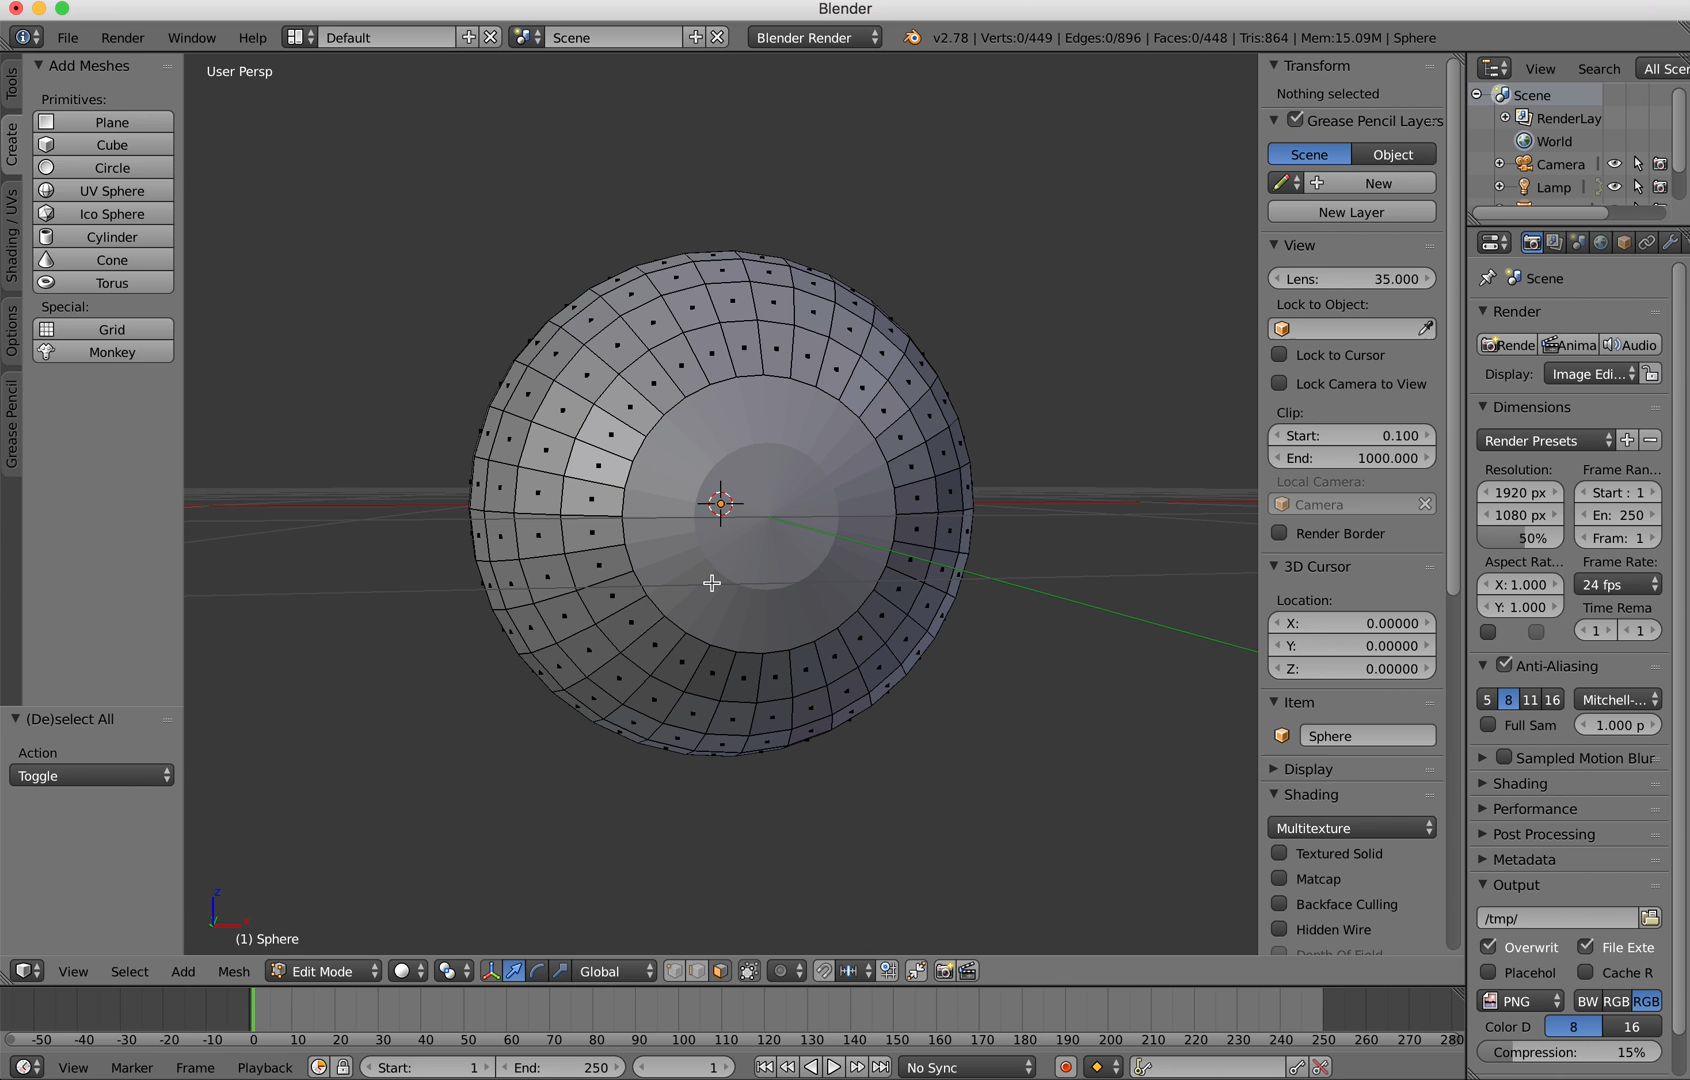 Blender
File Render Window Help Default Scene Blender Render v2.78 | Verts:0/449 | Edges:0/896 | Faces:0/448 | Tris:864 | Mem:15.09M | Sphere
Tools
Create
Shading / UVs
Options
Grease Pencil
Add Meshes
Primitives:
Plane
Cube
Circle
UV Sphere
Ico Sphere
Cylinder
Cone
Torus
Special:
Grid
Monkey
(De)select All
Action
Toggle
User Persp
z
x
y
(1) Sphere
Transform
Nothing selected
Grease Pencil Layers
Scene Object
New
New Layer
View
Lens: 35.000
Lock to Object:
Lock to Cursor
Lock Camera to View
Clip:
Start: 0.100
End: 1000.000
Local Camera:
Camera
Render Border
3D Cursor
Location:
X: 0.00000
Y: 0.00000
Z: 0.00000
Item
Sphere
Display
Shading
Multitexture
Textured Solid
Matcap
Backface Culling
Hidden Wire
Depth Of Field
View Search All Scer
Scene
RenderLay
World
Camera
Lamp
Scene
Render
Rende Anima Audio
Display: Image Edi...
Dimensions
Render Presets
Resolution: Frame Ran...
1920 px Start : 1
1080 px En: 250
50% Fram: 1
Aspect Rat... Frame Rate:
X: 1.000 24 fps
Y: 1.000 Time Rema
1 1
Anti-Aliasing
5 8 11 16 Mitchell-...
Full Sam 1.000 p
Sampled Motion Blur
Shading
Performance
Post Processing
Metadata
Output
/tmp/
Overwrit File Exte
Placehol Cache R
PNG BW RGB RGB
Color D 8 16
Compression: 15%
View Select Add Mesh Edit Mode Global
-50 -40 -30 -20 -10 0 10 20 30 40 50 60 70 80 90 100 110 120 130 140 150 160 170 180 190 200 210 220 230 240 250 260 270 280
View Marker Frame Playback Start: 1 End: 250 1 No Sync